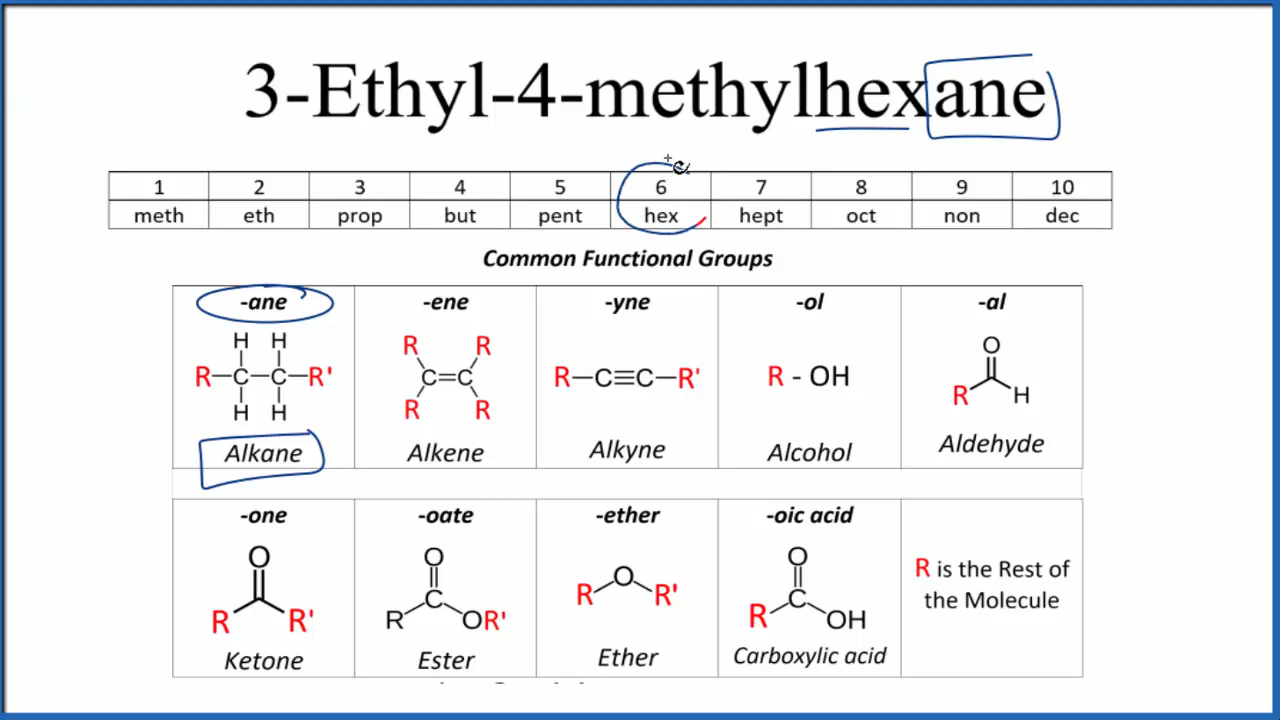 3-Ethyl-4-methylhexane
1 2 3 4 5 6 7 8 9 10
meth eth prop but pent hex hept oct non dec
Common Functional Groups
-ane -ene -yne -ol -al
H H
R C C R'
H H
R R
C=C
R R
R C≡C R'
R - OH
O
R H
Alkane Alkene Alkyne Alcohol Aldehyde
-one -oate -ether -oic acid
O
R R'
O
C
R OR'
O
R R'
O
C
R OH
R is the Rest of
the Molecule
Ketone Ester Ether Carboxylic acid